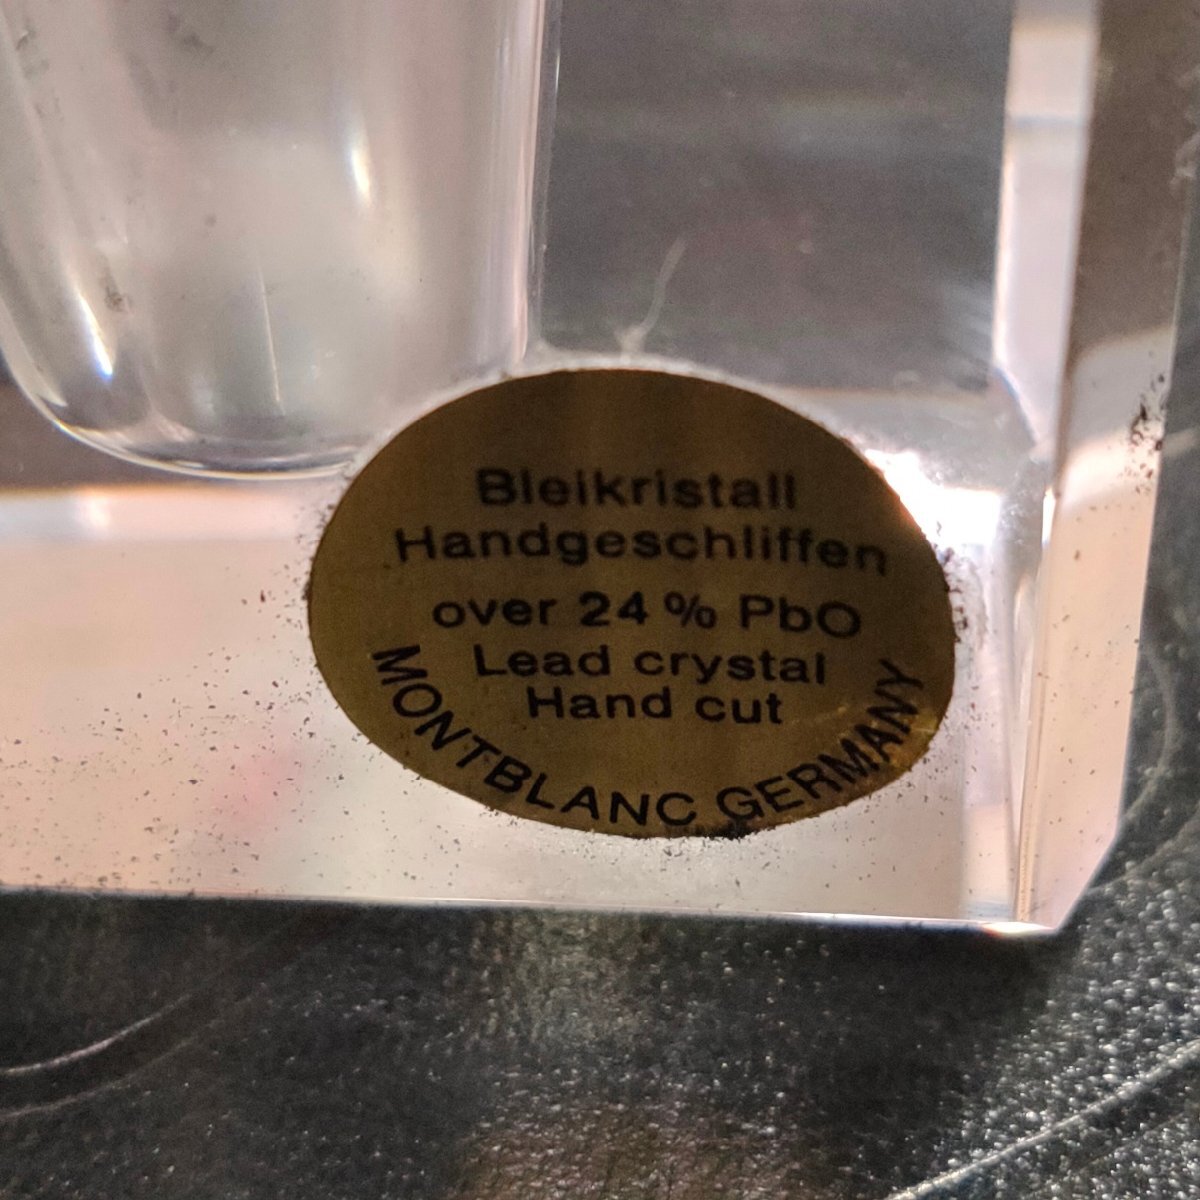 Bleikristall
Handgeschliffen
over 24% PbO
Lead crystal
Hand cut
MONTBLANC GERMANY